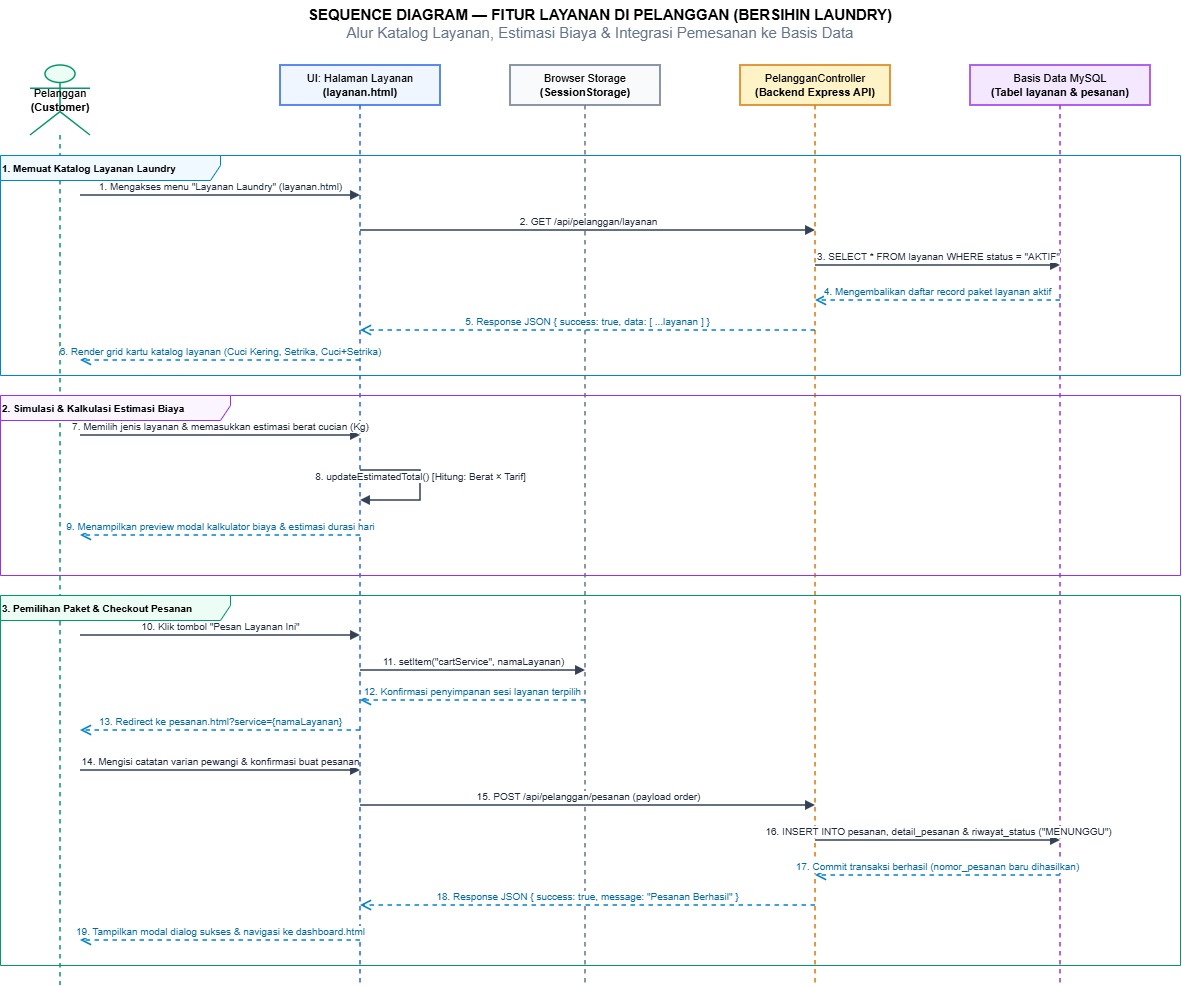 SEQUENCE DIAGRAM — FITUR LAYANAN DI PELANGGAN (BERSIHIN LAUNDRY)
Alur Katalog Layanan, Estimasi Biaya & Integrasi Pemesanan ke Basis Data
Pelanggan
(Customer)
UI: Halaman Layanan
(layanan.html)
Browser Storage
(SessionStorage)
PelangganController
(Backend Express API)
Basis Data MySQL
(Tabel layanan & pesanan)
1. Memuat Katalog Layanan Laundry
1. Mengakses menu "Layanan Laundry" (layanan.html)
2. GET /api/pelanggan/layanan
3. SELECT * FROM layanan WHERE status = "AKTIF"
4. Mengembalikan daftar record paket layanan aktif
5. Response JSON { success: true, data: [ ...layanan ] }
6. Render grid kartu katalog layanan (Cuci Kering, Setrika, Cuci+Setrika)
2. Simulasi & Kalkulasi Estimasi Biaya
7. Memilih jenis layanan & memasukkan estimasi berat cucian (Kg)
8. updateEstimatedTotal() [Hitung: Berat × Tarif]
9. Menampilkan preview modal kalkulator biaya & estimasi durasi hari
3. Pemilihan Paket & Checkout Pesanan
10. Klik tombol "Pesan Layanan Ini"
11. setItem("cartService", namaLayanan)
12. Konfirmasi penyimpanan sesi layanan terpilih
13. Redirect ke pesanan.html?service={namaLayanan}
14. Mengisi catatan varian pewangi & konfirmasi buat pesanan
15. POST /api/pelanggan/pesanan (payload order)
16. INSERT INTO pesanan, detail_pesanan & riwayat_status ("MENUNGGU")
17. Commit transaksi berhasil (nomor_pesanan baru dihasilkan)
18. Response JSON { success: true, message: "Pesanan Berhasil" }
19. Tampilkan modal dialog sukses & navigasi ke dashboard.html